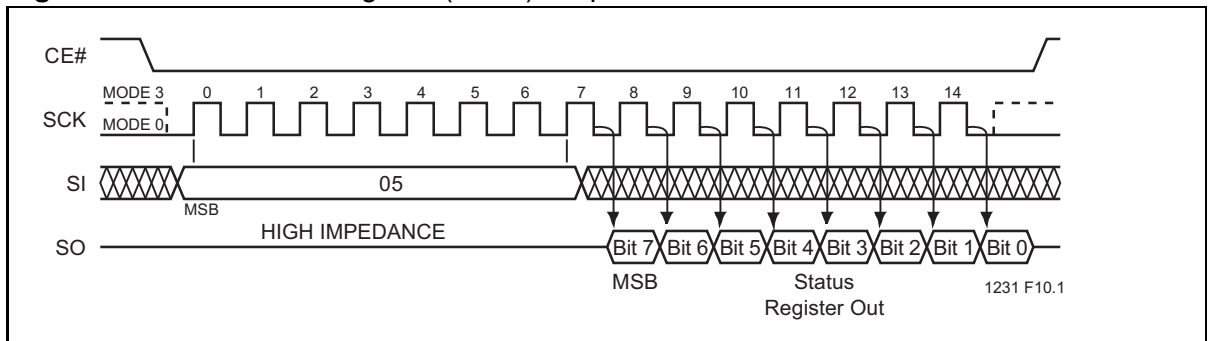 CE#
MODE 3 0 1 2 3 4 5 6 7 8 9 10 11 12 13 14
SCK
MODE 0
SI 05
MSB
HIGH IMPEDANCE
SO Bit 7 Bit 6 Bit 5 Bit 4 Bit 3 Bit 2 Bit 1 Bit 0
MSB Status
Register Out
1231 F10.1